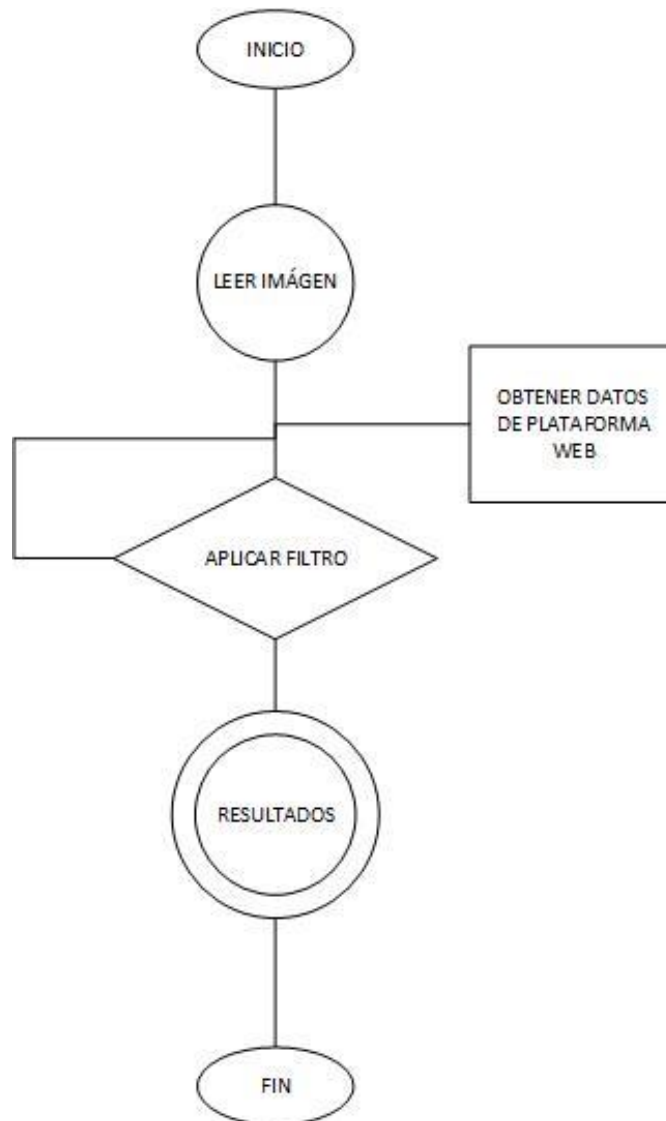 INICIO
LEER IMÁGEN
OBTENER DATOS
DE PLATAFORMA
WEB
APLICAR FILTRO
RESULTADOS
FIN